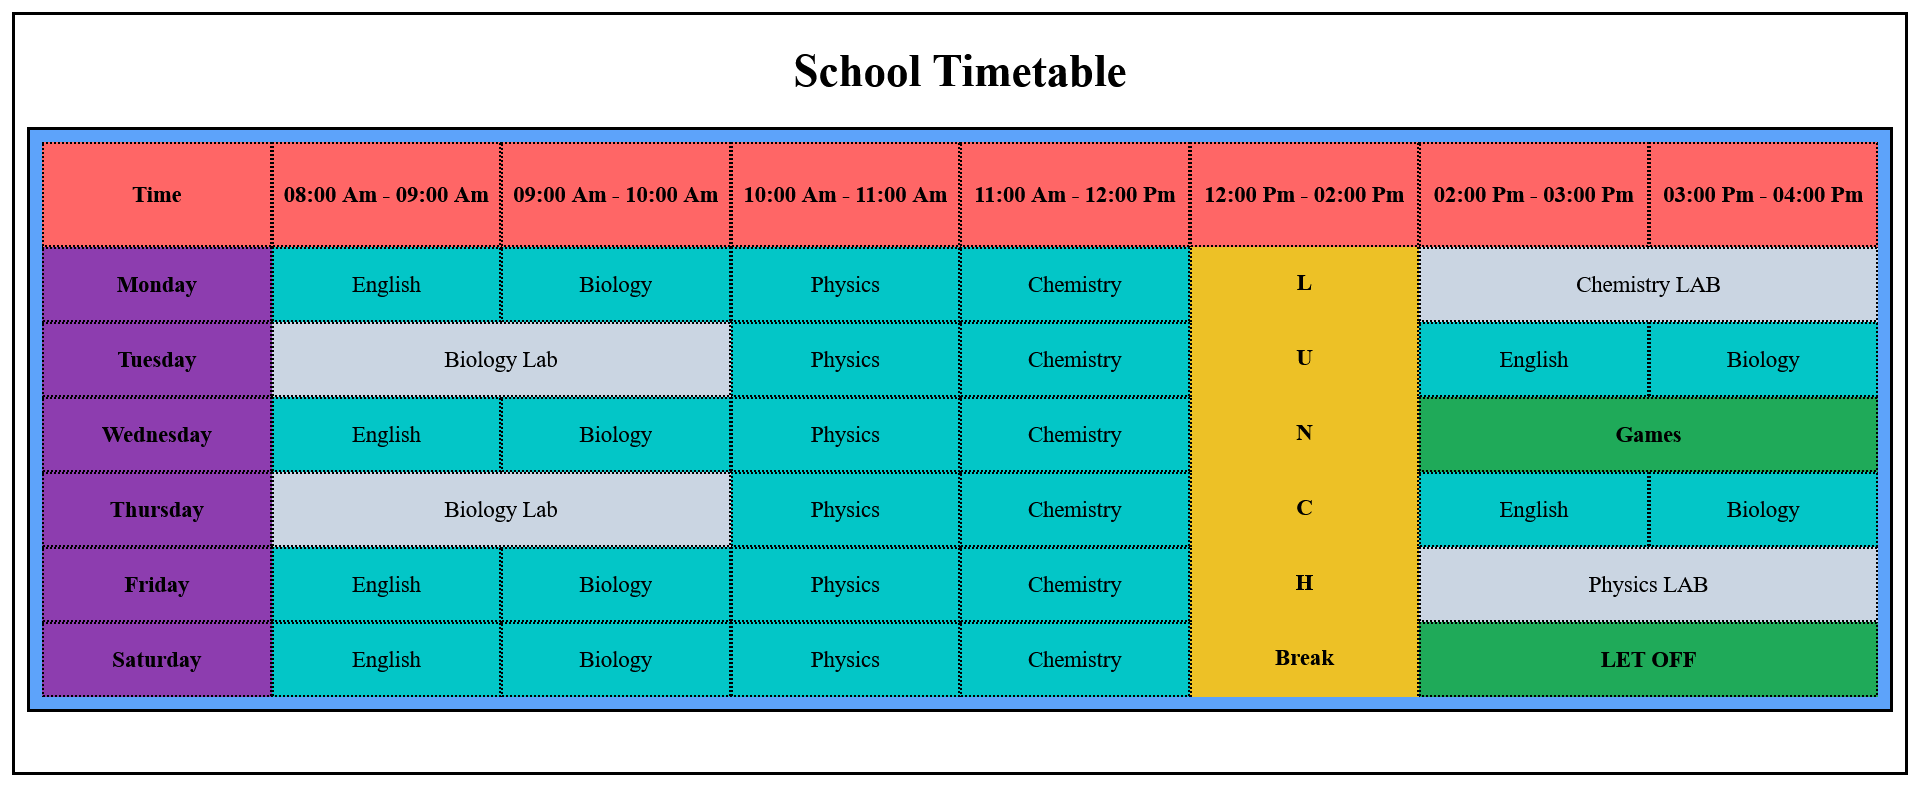 School Timetable
Time 08:00 Am - 09:00 Am 09:00 Am - 10:00 Am 10:00 Am - 11:00 Am 11:00 Am - 12:00 Pm 12:00 Pm - 02:00 Pm 02:00 Pm - 03:00 Pm 03:00 Pm - 04:00 Pm
Monday English Biology Physics Chemistry L Chemistry LAB
Tuesday Biology Lab Physics Chemistry U English Biology
Wednesday English Biology Physics Chemistry N Games
Thursday Biology Lab Physics Chemistry C English Biology
Friday English Biology Physics Chemistry H Physics LAB
Saturday English Biology Physics Chemistry Break LET OFF